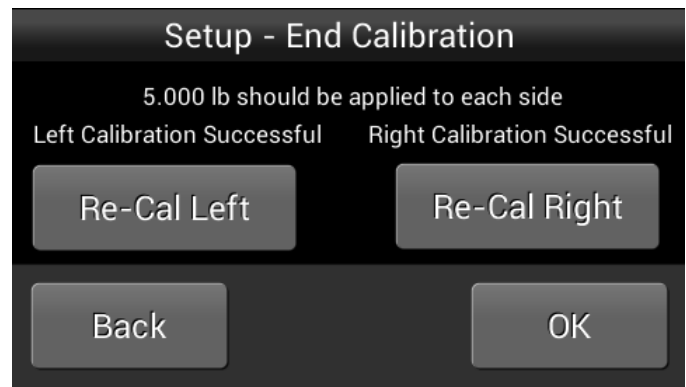 Setup - End Calibration
5.000 lb should be applied to each side
Left Calibration Successful
Right Calibration Successful
Re-Cal Left
Re-Cal Right
Back
OK